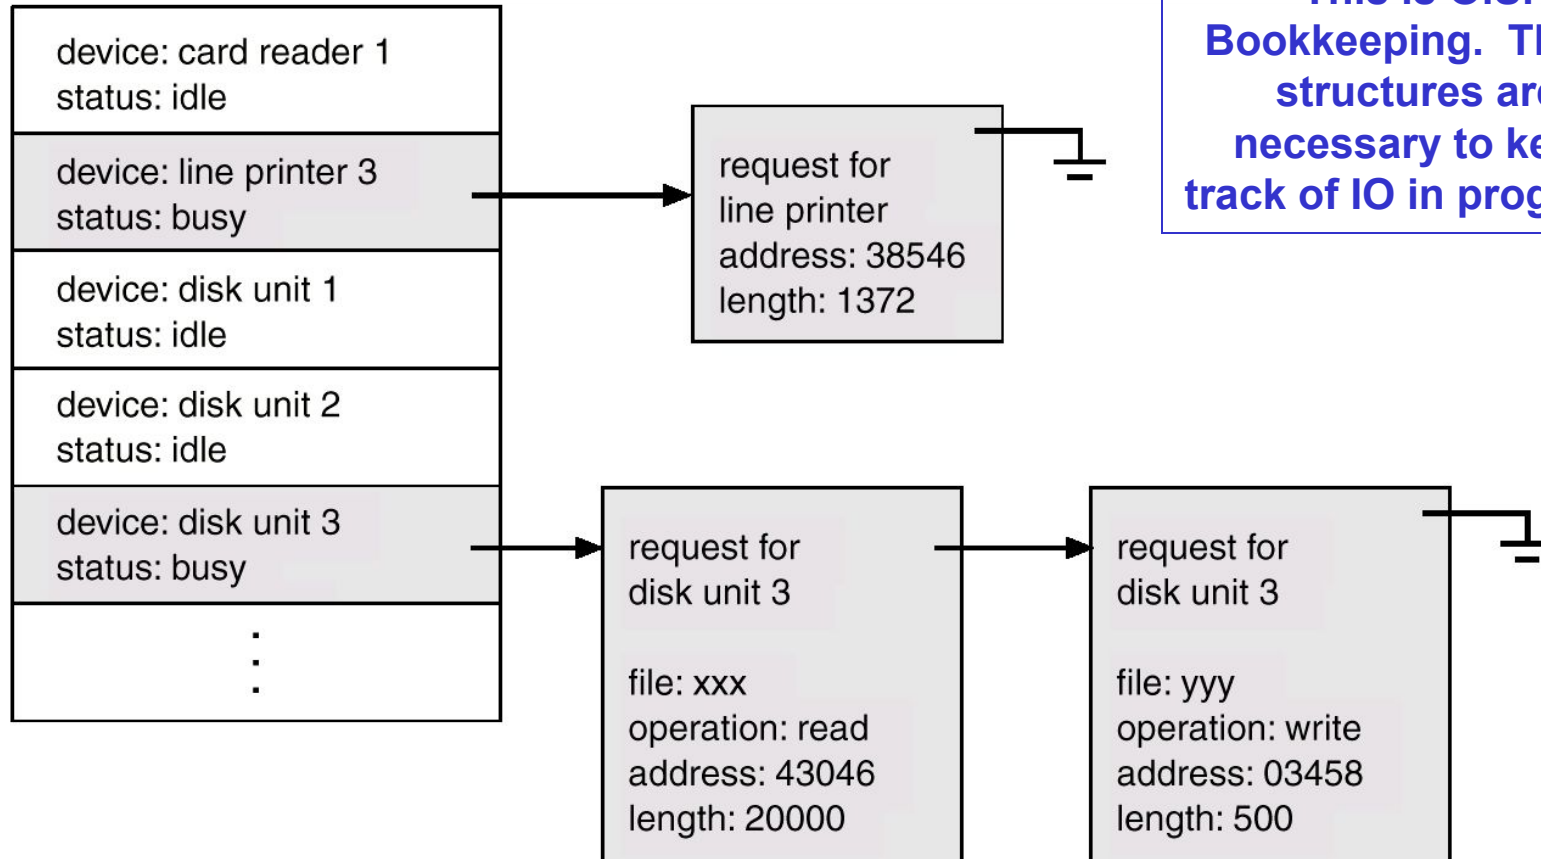 device: card reader 1
status: idle
device: line printer 3
status: busy
device: disk unit 1
status: idle
device: disk unit 2
status: idle
device: disk unit 3
status: busy
request for
line printer
address: 38546
length: 1372
This is
Bookkeeping.
structures
necessary to
track of IO in
request for
disk unit 3
file: xxx
operation: read
address: 43046
length: 20000
request for
disk unit 3
file: yyy
operation: write
address: 03458
length: 500